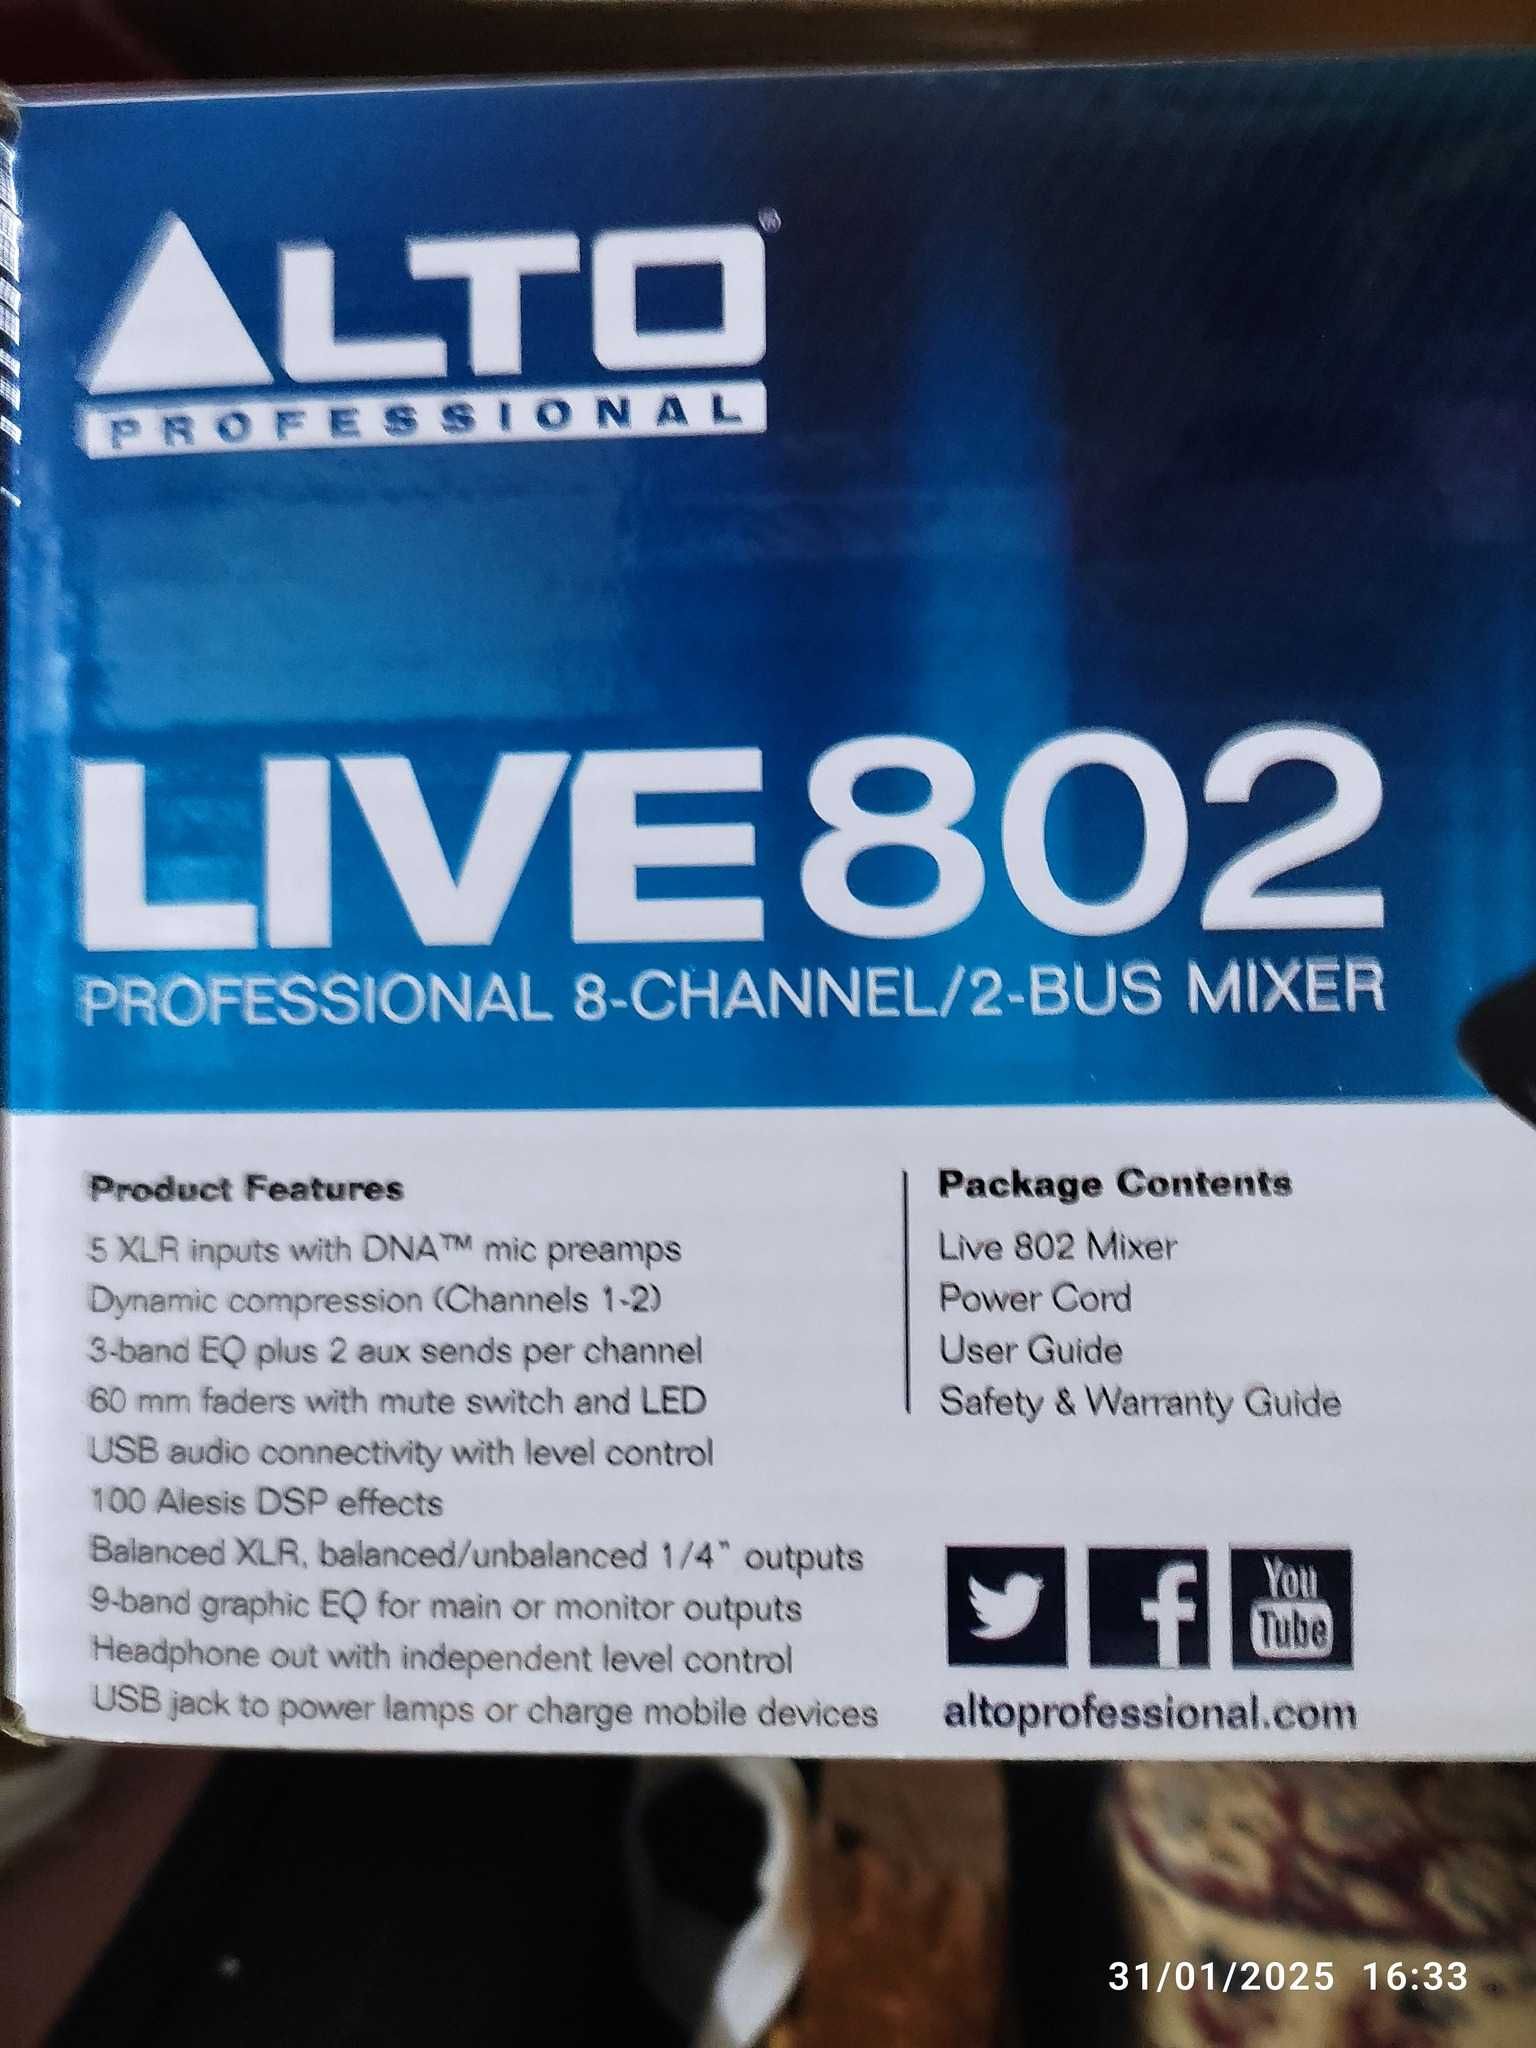 ALTO®
PROFESSIONAL
LIVE802
PROFESSIONAL 8-CHANNEL/2-BUS MIXER
Product Features
5 XLR inputs with DNA™ mic preamps
Dynamic compression (Channels 1-2)
3-band EQ plus 2 aux sends per channel
60 mm faders with mute switch and LED
USB audio connectivity with level control
100 Alesis DSP effects
Balanced XLR, balanced/unbalanced 1/4" outputs
9-band graphic EQ for main or monitor outputs
Headphone out with independent level control
USB jack to power lamps or charge mobile devices
Package Contents
Live 802 Mixer
Power Cord
User Guide
Safety & Warranty Guide
f
You
Tube
altoprofessional.com
31/01/2025 16:33